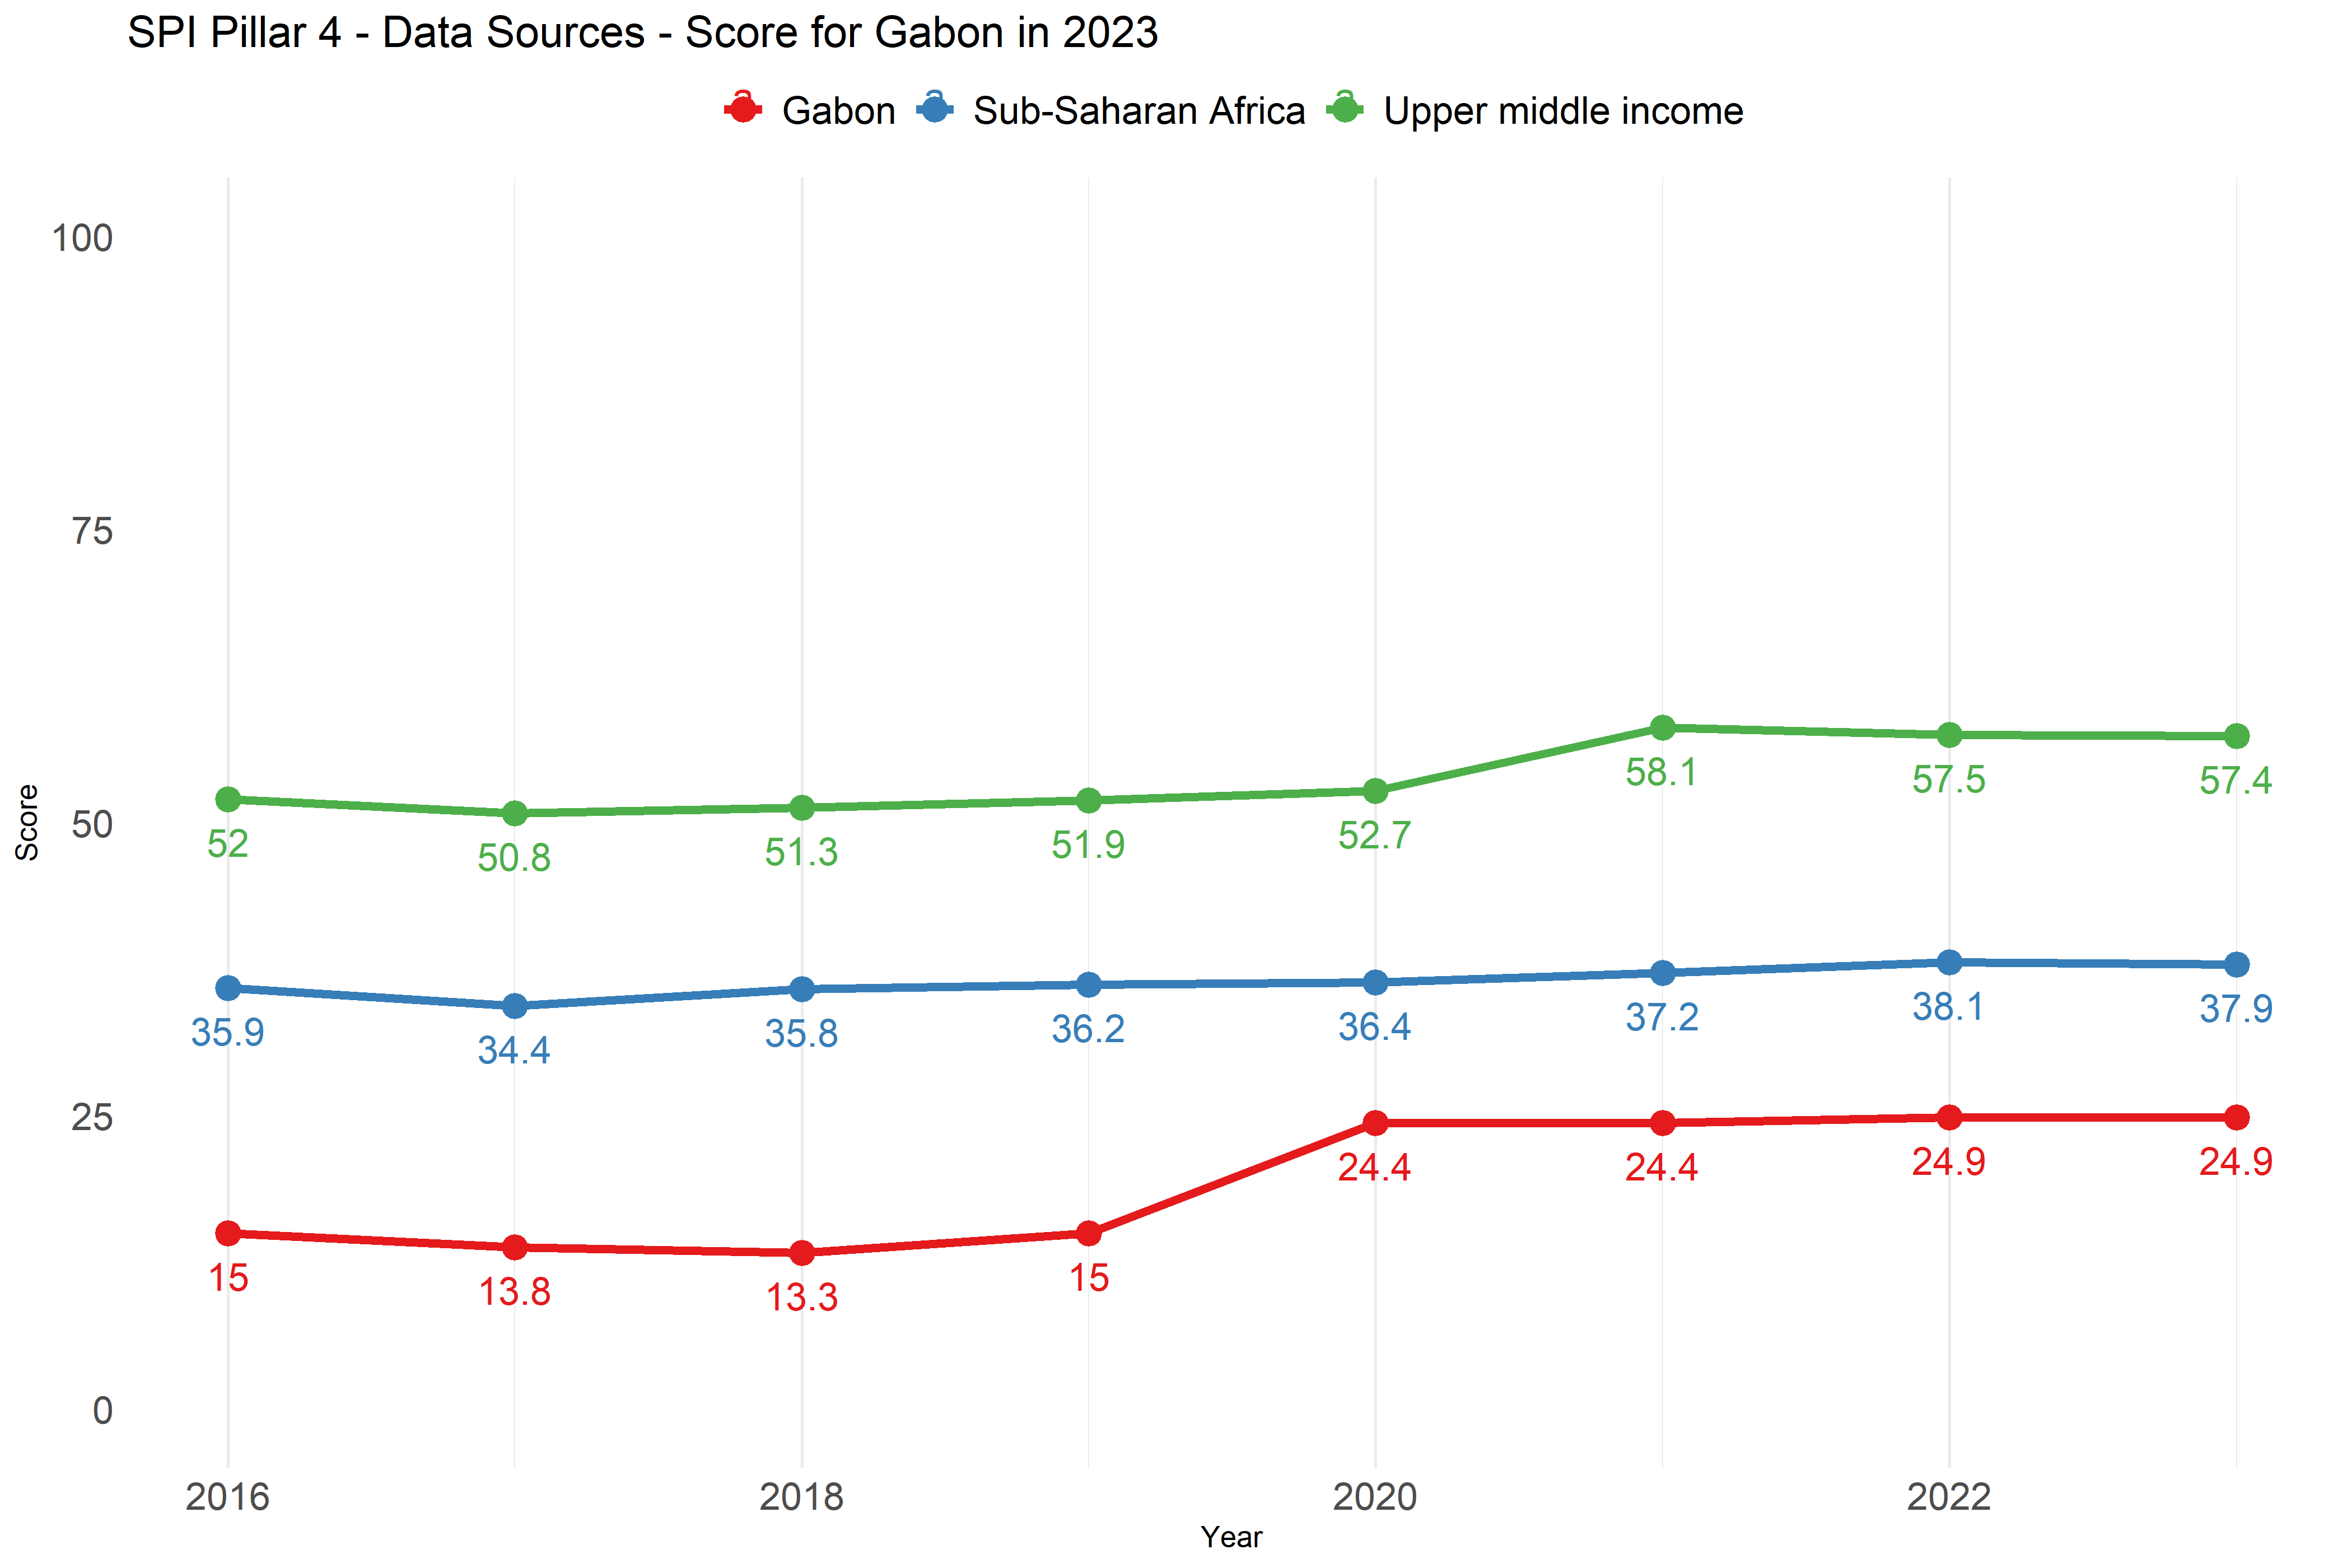 SPI Pillar 4 - Data Sources - Score for Gabon in 2023
Gabon Sub-Saharan Africa Upper middle income
100
75
50
25
0
Score
52 50.8 51.3 51.9 52.7 58.1 57.5 57.4
35.9 34.4 35.8 36.2 36.4 37.2 38.1 37.9
15 13.8 13.3 15 24.4 24.4 24.9 24.9
2016 2018 2020 2022
Year